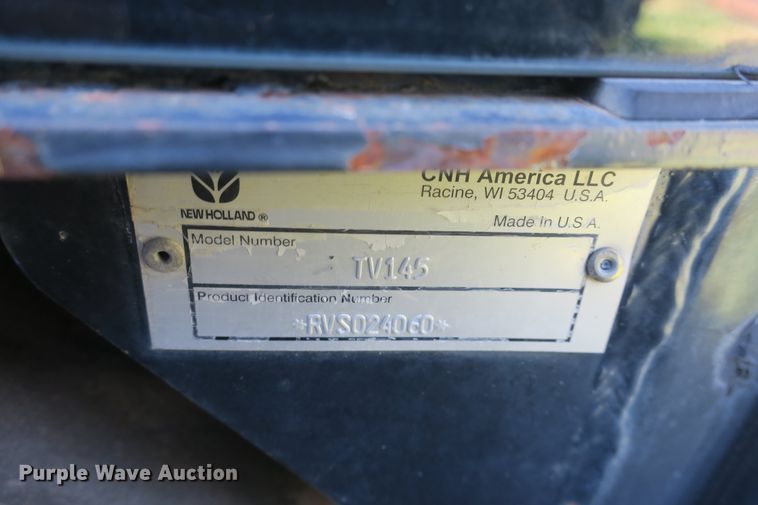 CNH America LLC
Racine, WI 53404 U.S.A.
NEW HOLLAND ®
Made in U.S.A.
Model Number
TV145
Product Identification Number
*RVS024060*
Purple Wave Auction®